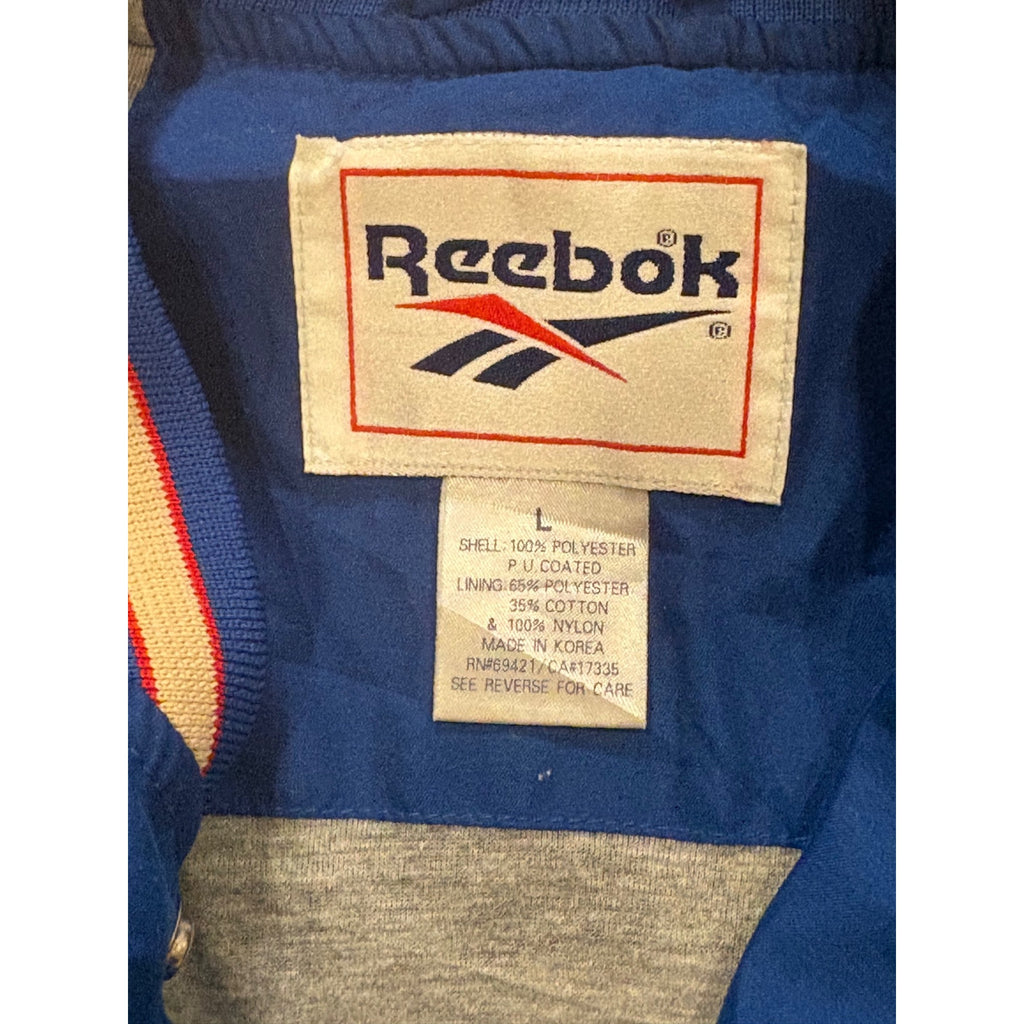 Reebok®
®
L
SHELL: 100% POLYESTER
P.U.COATED
LINING: 65% POLYESTER
35% COTTON
& 100% NYLON
MADE IN KOREA
RN#69421/CA#17335
SEE REVERSE FOR CARE